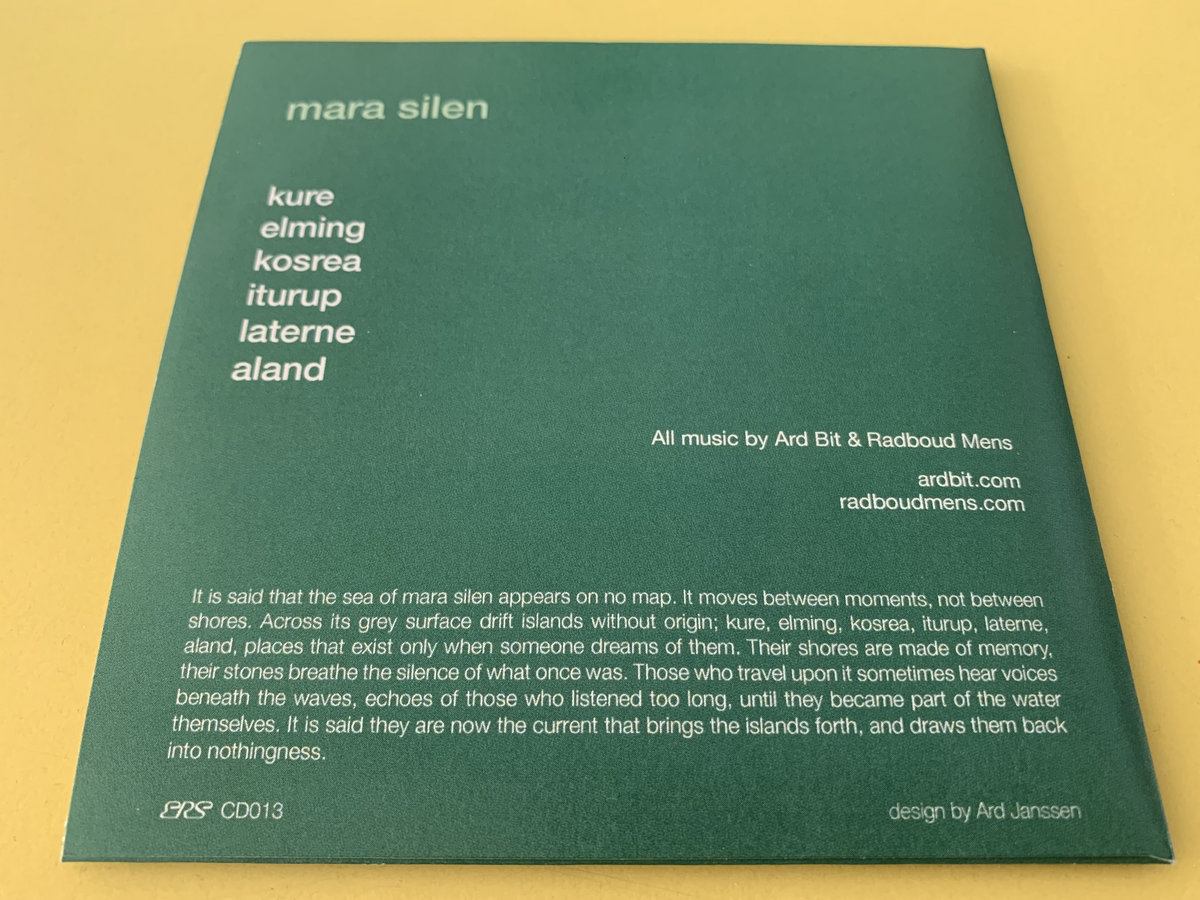 mara silen
kure
elming
kosrea
iturup
laterne
aland
All music by Ard Bit & Radboud Mens
ardbit.com
radboudmens.com
It is said that the sea of mara silen appears on no map. It moves between moments, not between
shores. Across its grey surface drift islands without origin; kure, elming, kosrea, iturup, laterne,
aland, places that exist only when someone dreams of them. Their shores are made of memory,
their stones breathe the silence of what once was. Those who travel upon it sometimes hear voices
beneath the waves, echoes of those who listened too long, until they became part of the water
themselves. It is said they are now the current that brings the islands forth, and draws them back
into nothingness.
ERS CD013
design by Ard Janssen